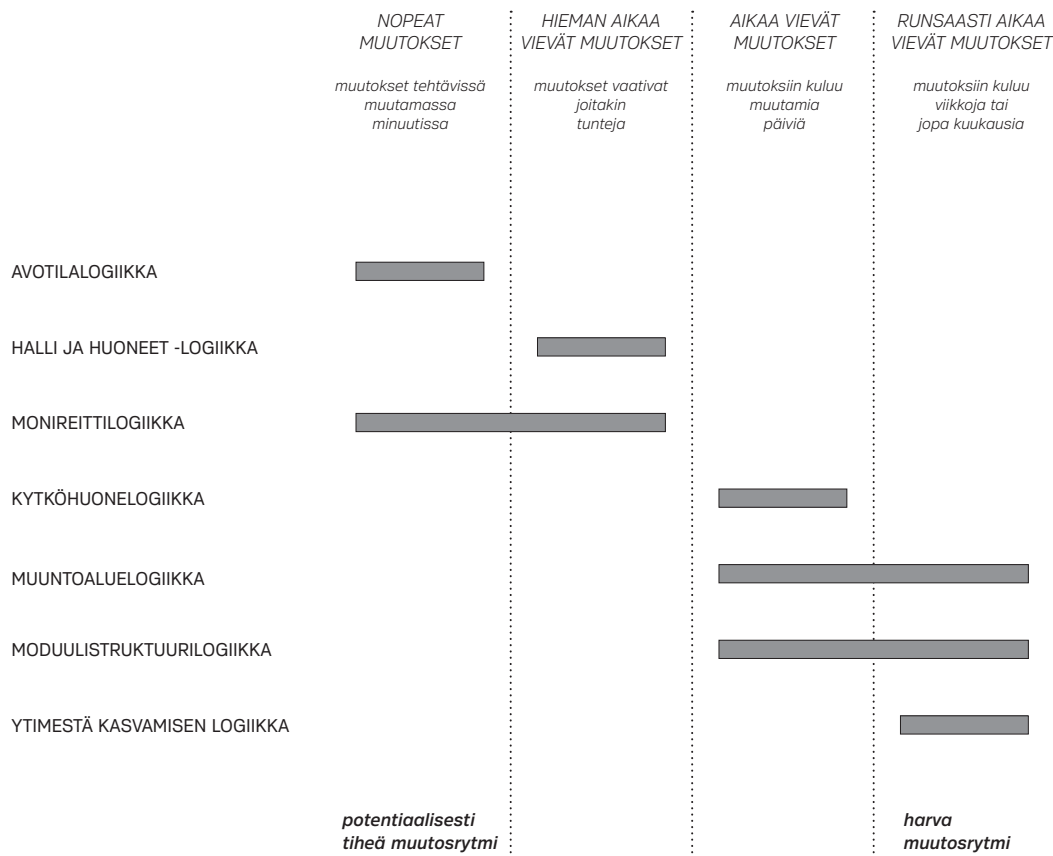 NOPEAT
MUUTOKSET
HIEMAN AIKAA
VIEVÄT MUUTOKSET
AIKAA VIEVÄT
MUUTOKSET
RUNSAASTI AIKAA
VIEVÄT MUUTOKSET
muutokset tehtävissä
muutamassa
minuutissa
muutokset vaativat
joitakin
tunteja
muutoksiin kuluu
muutamia
päiviä
muutoksiin kuluu
viikkoja tai
jopa kuukausia
AVOTILALOGIIKKA
HALLI JA HUONEET -LOGIIKKA
MONIREITTILOGIIKKA
KYTKÖHUONELOGIIKKA
MUUNTOALUELOGIIKKA
MODUULISTRUKTUURILOGIIKKA
YTIMESTÄ KASVAMISEN LOGIIKKA
potentiaalisesti
tiheä muutosrytmi
harva
muutosrytmi